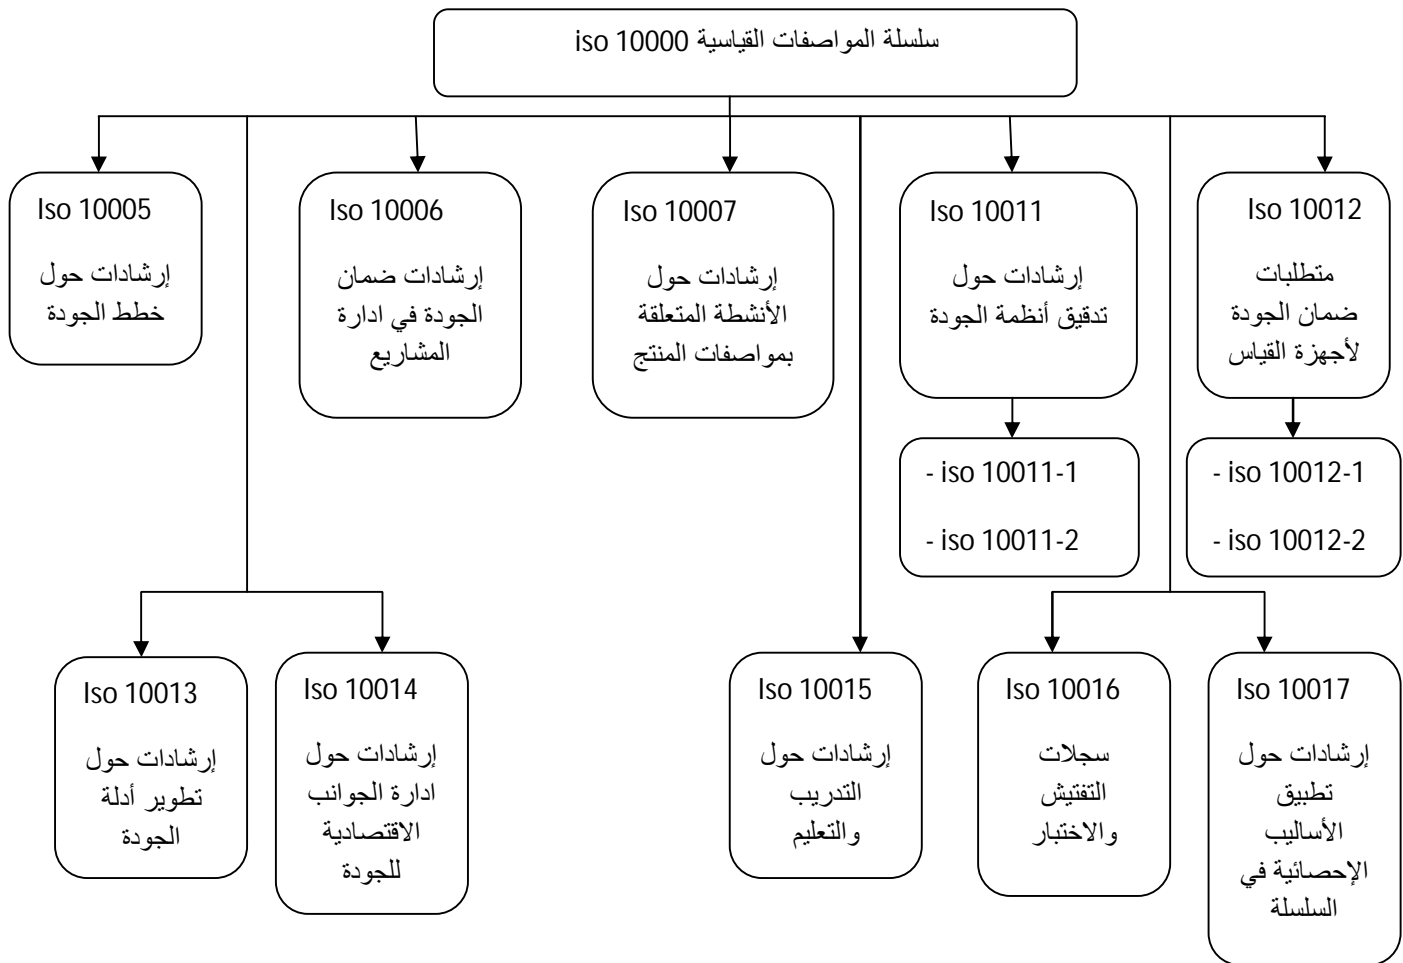 سلسلة المواصفات القياسية iso 10000
Iso 10005
إرشادات حول
خطط الجودة
Iso 10006
إرشادات ضمان
الجودة في ادارة
المشاريع
Iso 10007
إرشادات حول
الأنشطة المتعلقة
بمواصفات المنتج
Iso 10011
إرشادات حول
تدقيق أنظمة الجودة
Iso 10012
متطلبات
ضمان الجودة
لأجهزة القياس
- iso 10011-1
- iso 10011-2
- iso 10012-1
- iso 10012-2
Iso 10013
إرشادات حول
تطوير أدلة
الجودة
Iso 10014
إرشادات حول
ادارة الجوانب
الاقتصادية
للجودة
Iso 10015
إرشادات حول
التدريب
والتعليم
Iso 10016
سجلات
التفتيش
والاختبار
Iso 10017
إرشادات حول
تطبيق
الأساليب
الإحصائية في
السلسلة